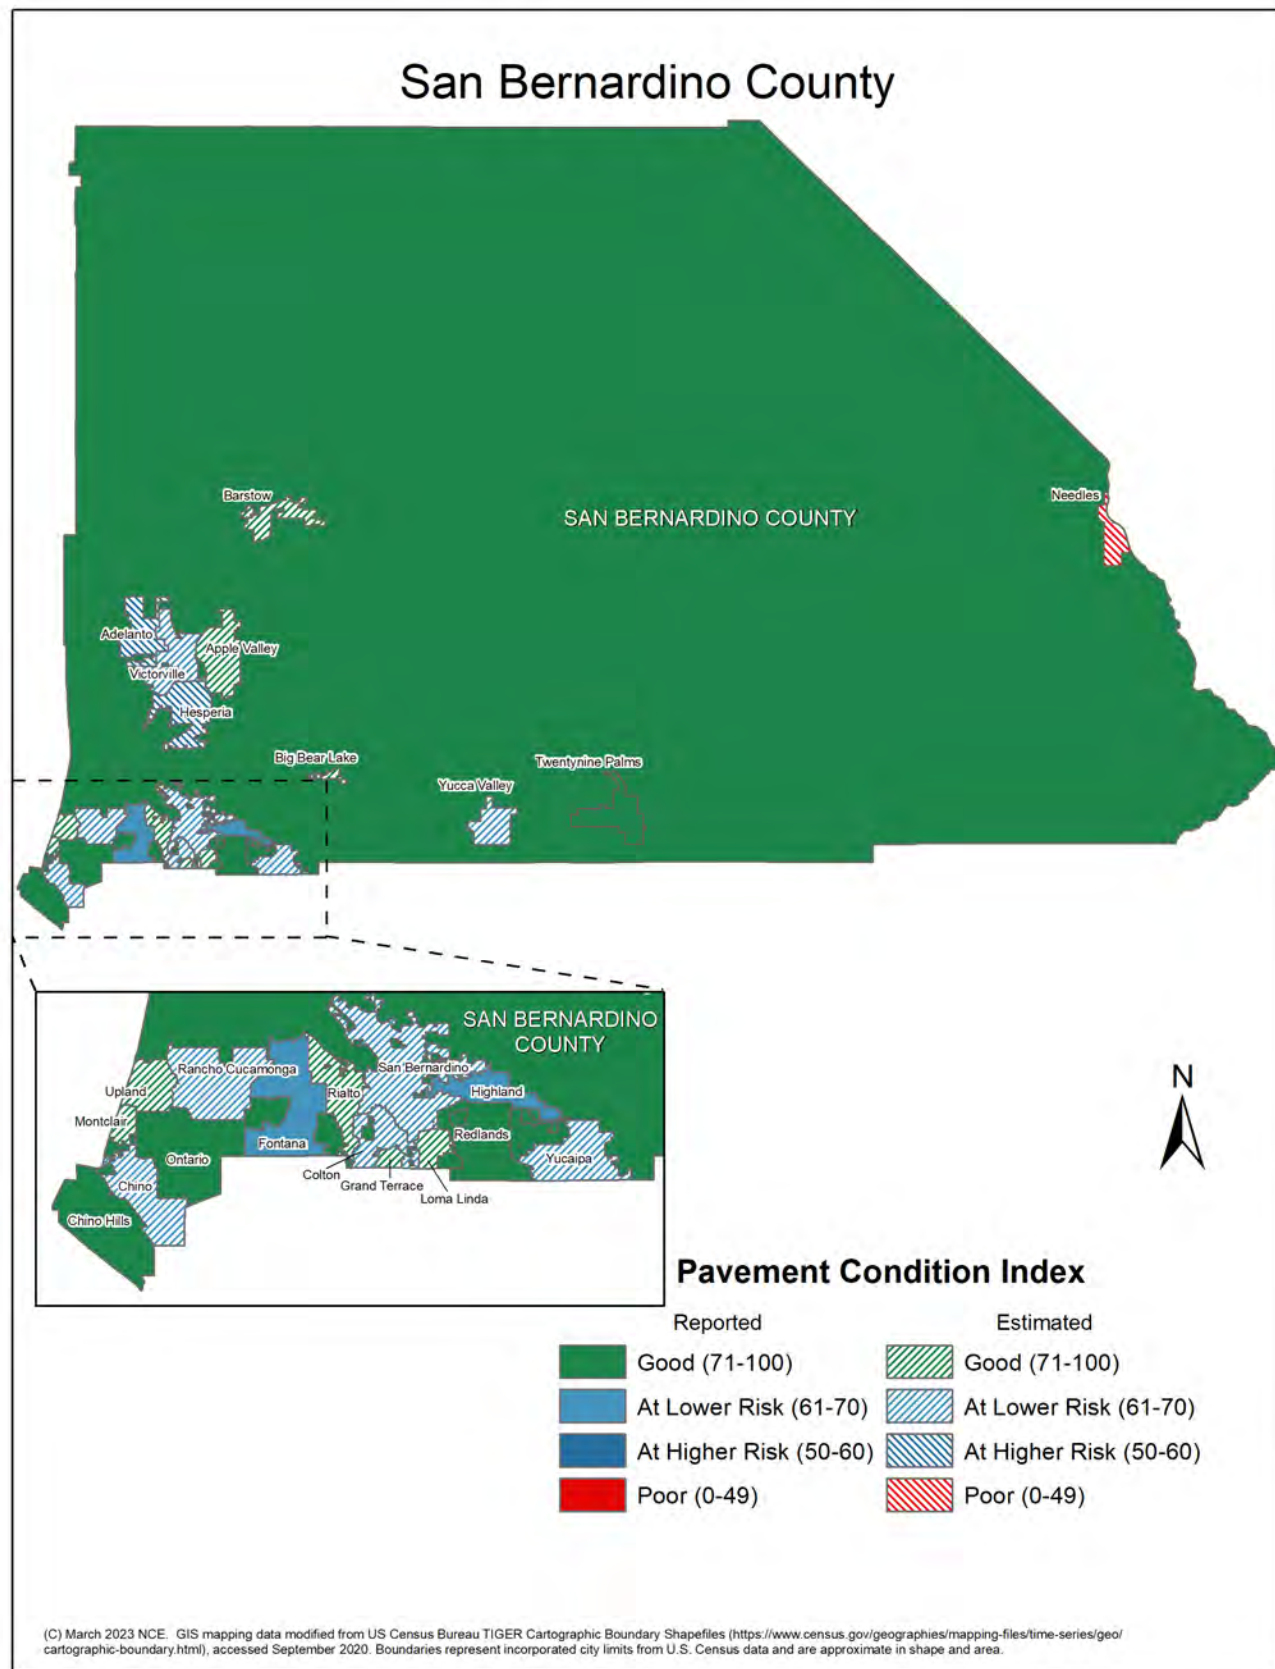 San Bernardino County
Barstow
SAN BERNARDINO COUNTY
Needles
Adelanto
Apple Valley
Victorville
Hesperia
Big Bear Lake
Twentynine Palms
Yucca Valley
SAN BERNARDINO
COUNTY
Rancho Cucamonga
San Bernardino
Upland
Rialto
Highland
Montclair
Fontana
Redlands
Ontario
Yucaipa
Colton
Chino
Grand Terrace
Loma Linda
Chino Hills
N
Pavement Condition Index
Reported
Estimated
Good (71-100)
Good (71-100)
At Lower Risk (61-70)
At Lower Risk (61-70)
At Higher Risk (50-60)
At Higher Risk (50-60)
Poor (0-49)
Poor (0-49)
(C) March 2023 NCE. GIS mapping data modified from US Census Bureau TIGER Cartographic Boundary Shapefiles (https://www.census.gov/geographies/mapping-files/time-series/geo/
cartographic-boundary.html), accessed September 2020. Boundaries represent incorporated city limits from U.S. Census data and are approximate in shape and area.